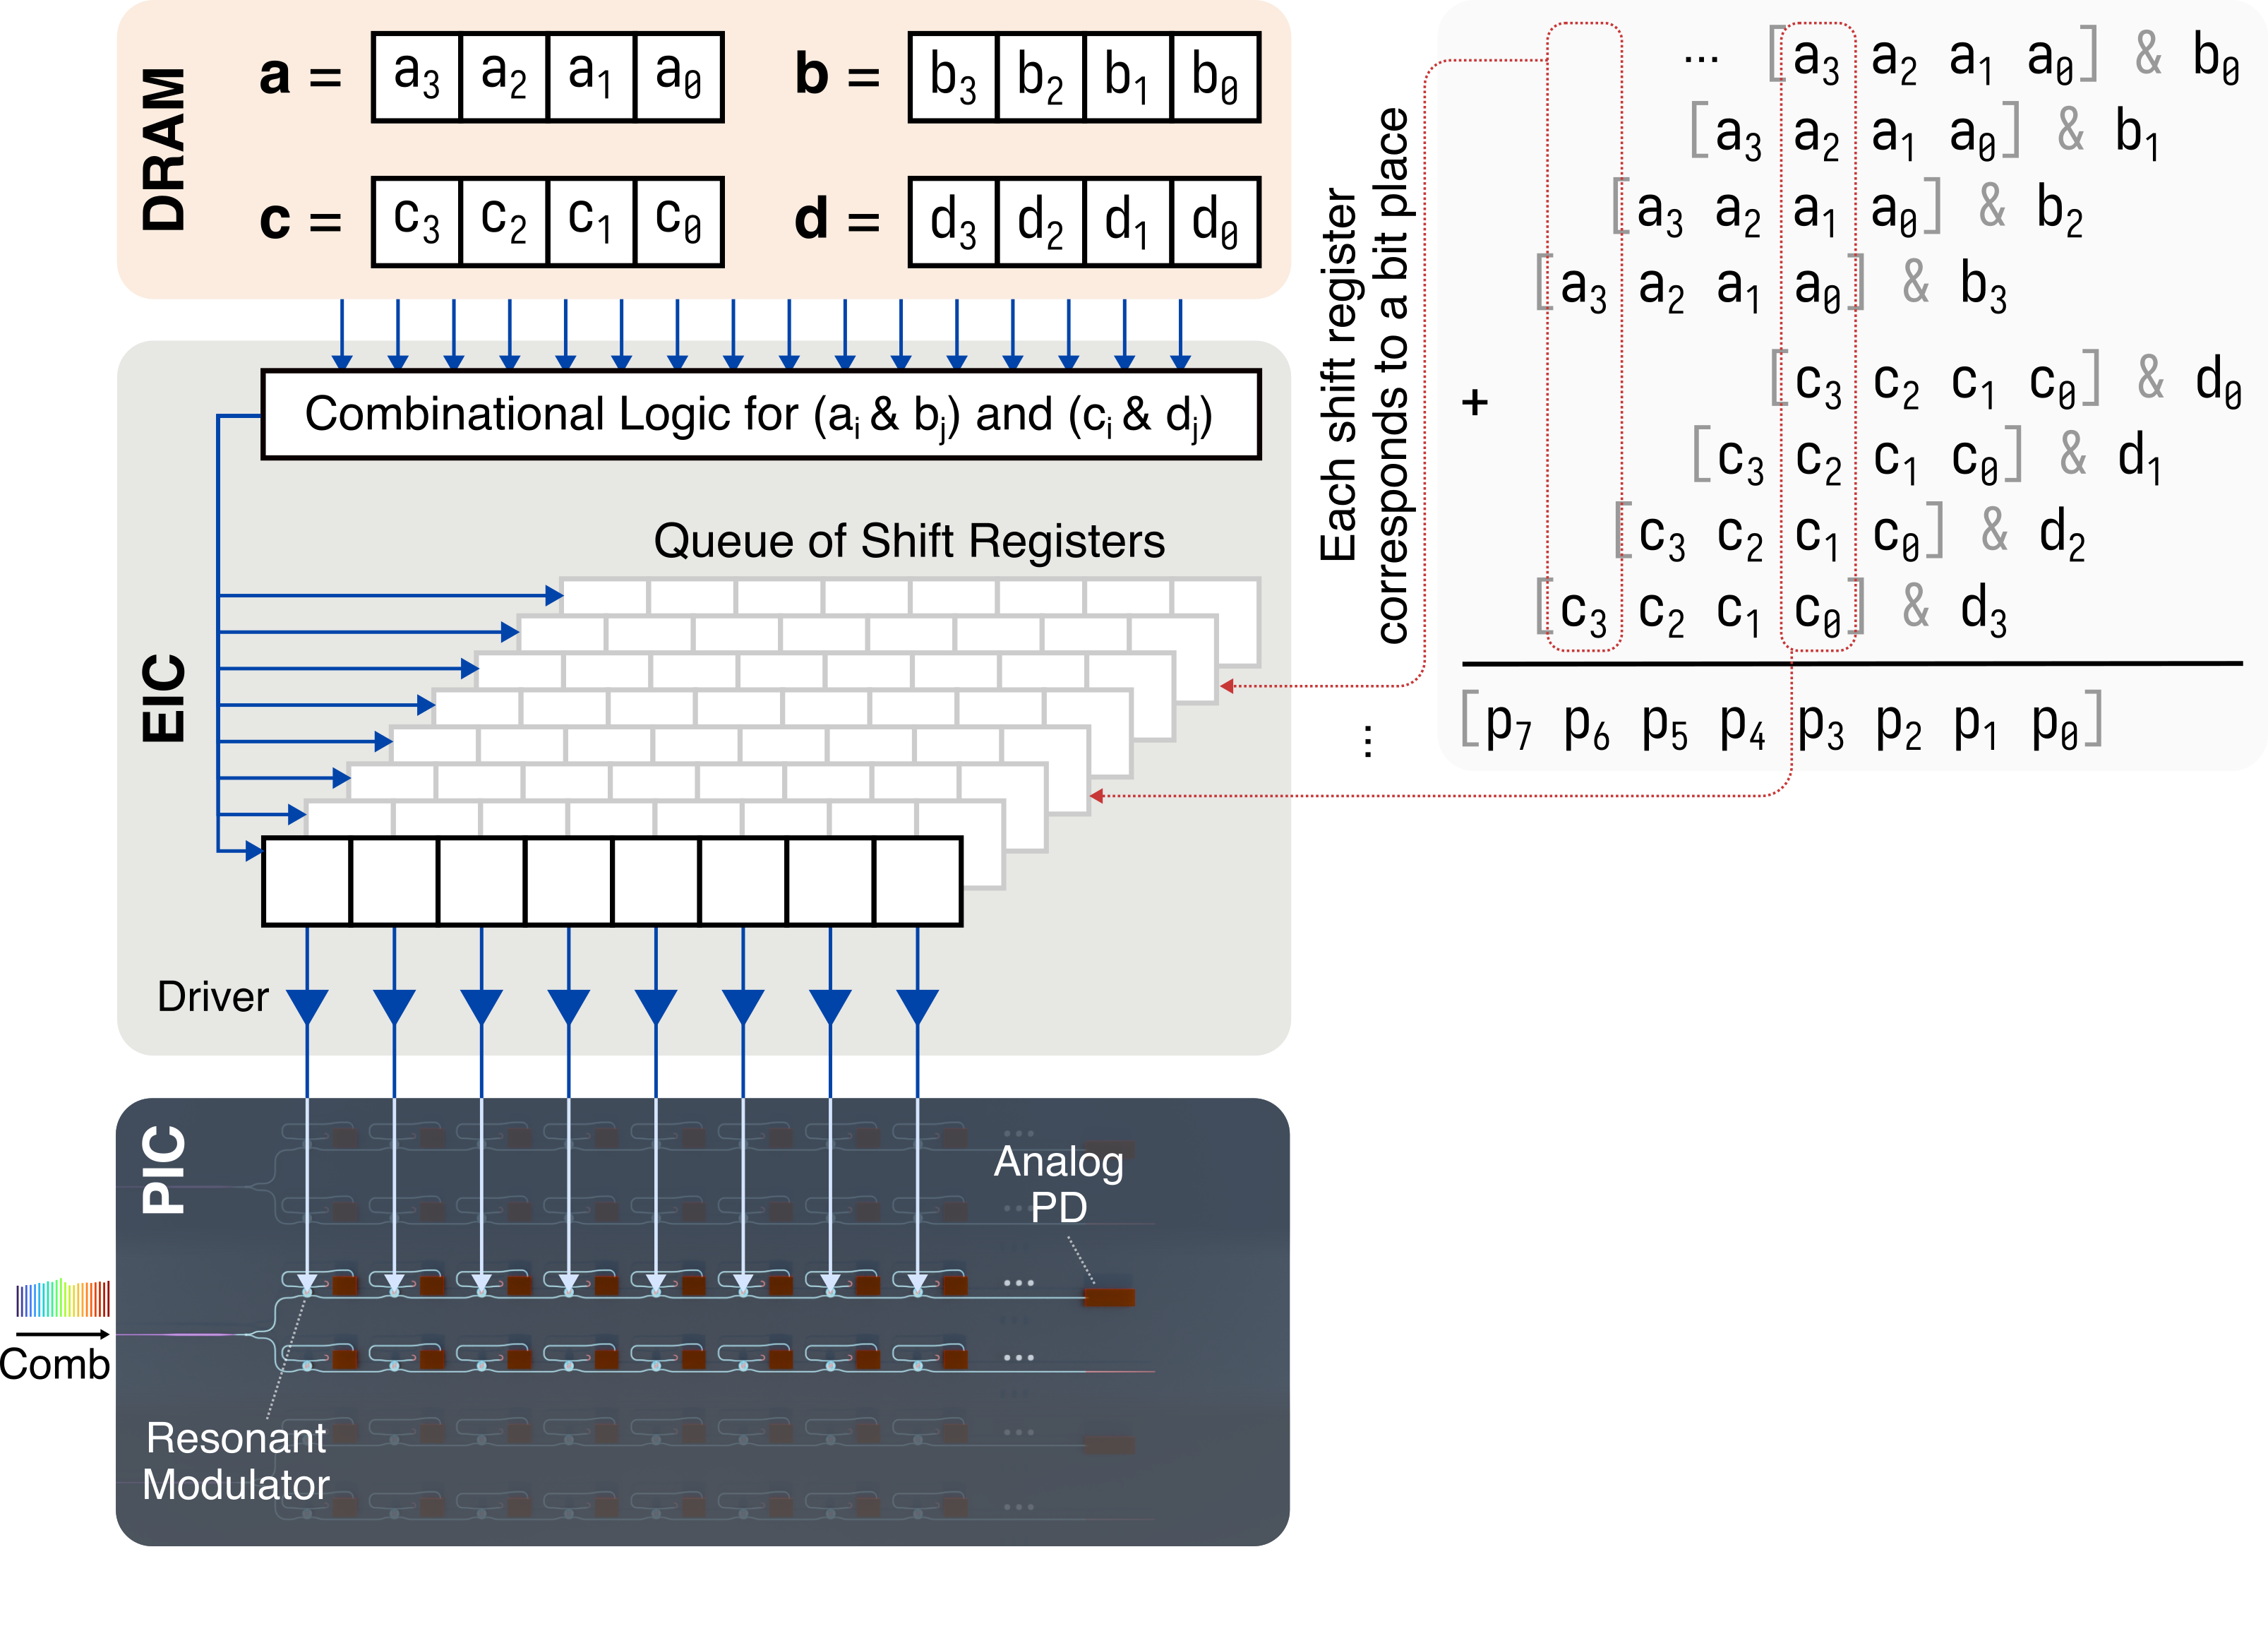 DRAM
a = a3 a2 a1 a0 b = b3 b2 b1 b0
c = c3 c2 c1 c0 d = d3 d2 d1 d0
EIC
Combinational Logic for (ai & bj) and (ci & dj)
Queue of Shift Registers
Driver
PIC
Analog
PD
Comb
Resonant
Modulator
Each shift register
corresponds to a bit place
...
... [a3 a2 a1 a0] & b0
[a3 a2 a1 a0] & b1
[a3 a2 a1 a0] & b2
[a3 a2 a1 a0] & b3
+ [c3 c2 c1 c0] & d0
[c3 c2 c1 c0] & d1
[c3 c2 c1 c0] & d2
[c3 c2 c1 c0] & d3
[p7 p6 p5 p4 p3 p2 p1 p0]